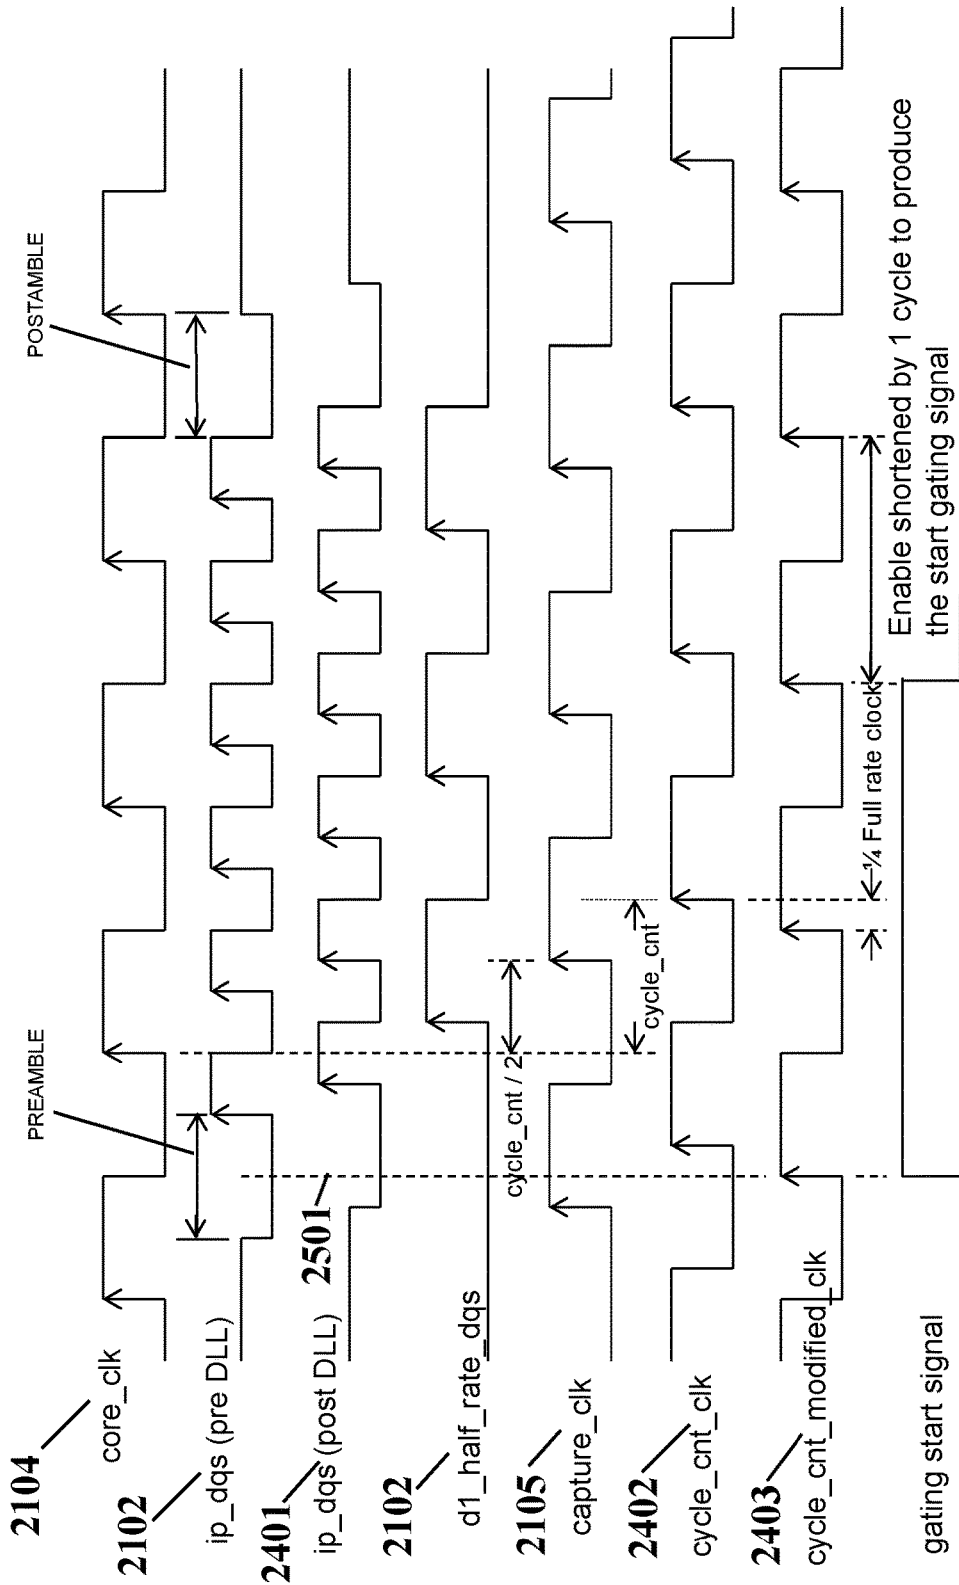 2104
core_clk
2102
ip_dqs (pre DLL)
2401
ip_dqs (post DLL)
2102
d1_half_rate_dqs
2105
capture_clk
2402
cycle_cnt_clk
2403
cycle_cnt_modified_clk
gating start signal
PREAMBLE
POSTAMBLE
2501
cycle_cnt / 2
cycle_cnt
¼ Full rate clock
Enable shortened by 1 cycle to produce
the start gating signal